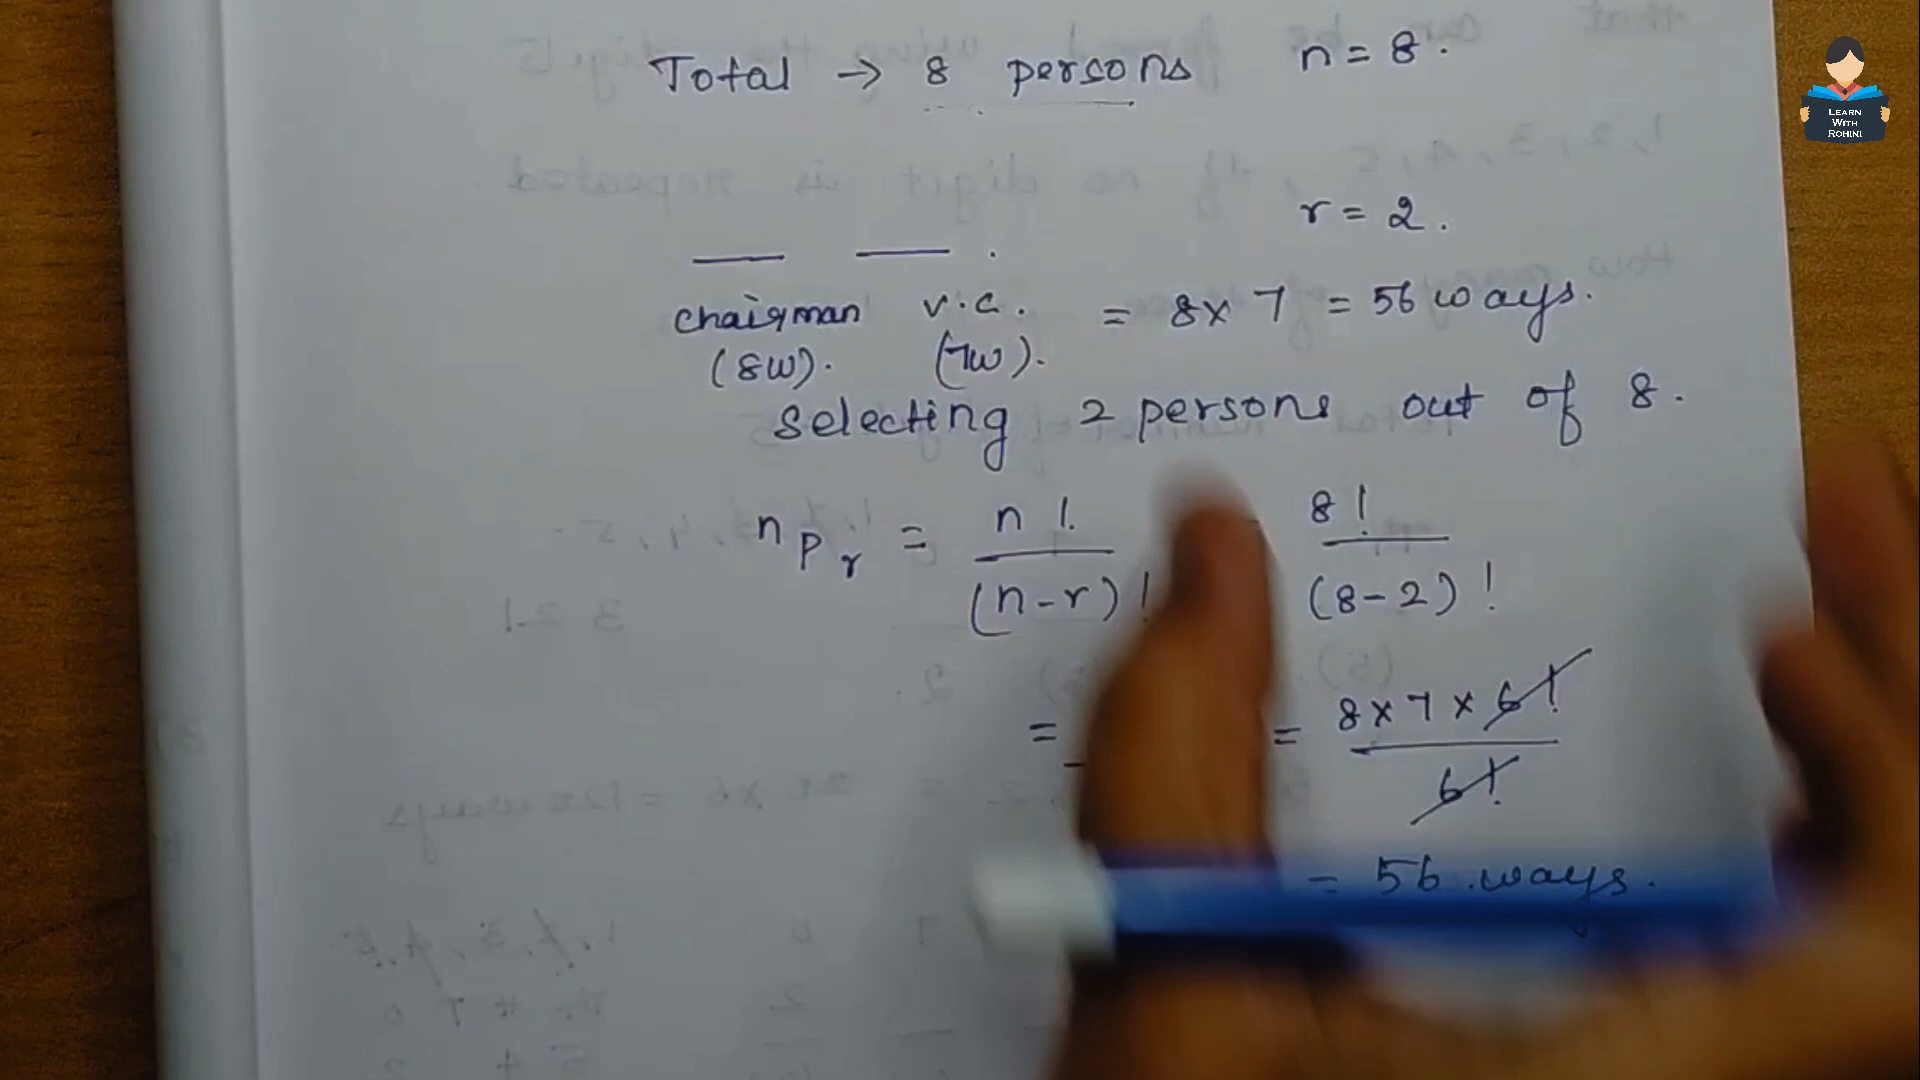 Total → 8 persons n = 8.
r = 2.
chairman v.c. = 8 x 7 = 56 ways.
(8w). (7w).
selecting 2 persons out of 8.
nPr = n! / (n-r)! 8! / (8-2)!
= = 8 x 7 x 6! / 6!
= 56 ways.
LEARN
WITH
ROHINI